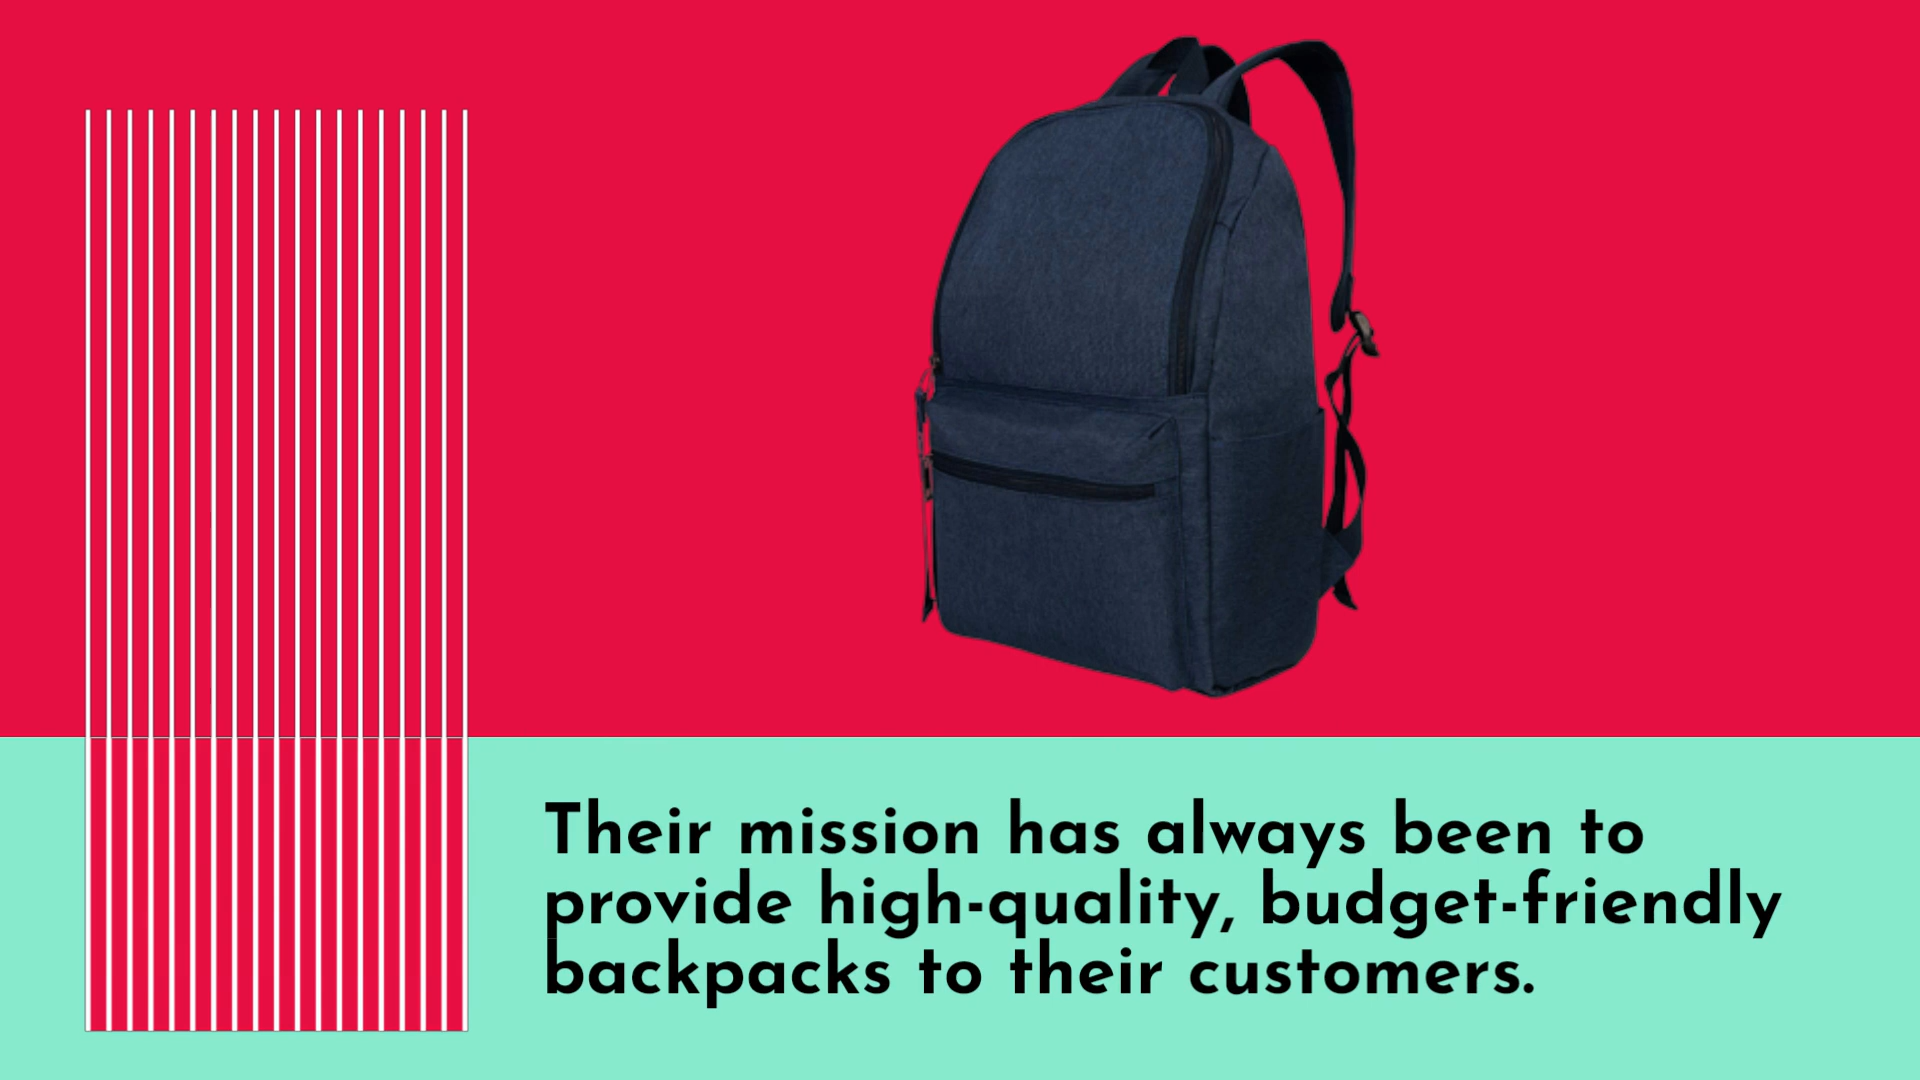 Their mission has always been to
provide high-quality, budget-friendly
backpacks to their customers.